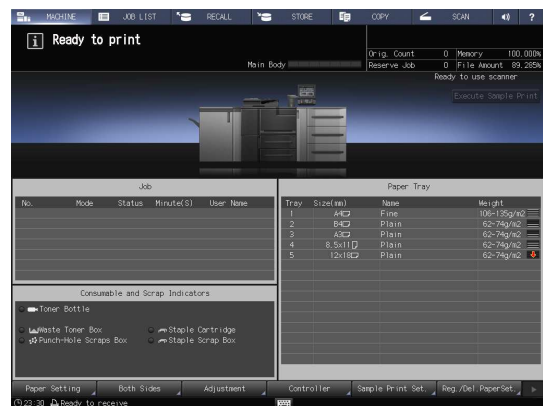 MACHINE JOB LIST RECALL STORE COPY SCAN ?
Ready to print
Main Body
Orig. Count 0 Memory 100.000%
Reserve Job 0 File Amount 89.285%
Ready to use scanner
Execute Sample Print
Job
No. Mode Status Minute(S) User Name
Paper Tray
Tray Size(mm) Name Weight
1 A4 Fine 106-135g/m2
2 B4 Plain 62-74g/m2
3 A3 Plain 62-74g/m2
4 8.5x11 Plain 62-74g/m2
5 12x18 Plain 62-74g/m2
Consumable and Scrap Indicators
Toner Bottle
Waste Toner Box Staple Cartridge
Punch-Hole Scraps Box Staple Scrap Box
Paper Setting Both Sides Adjustment Controller Sample Print Set. Reg./Del.PaperSet.
23:30 Ready to receive